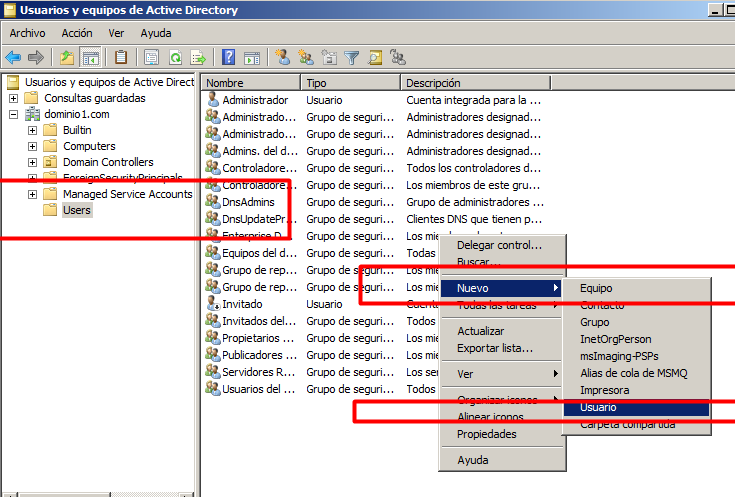 Usuarios y equipos de Active Directory
Archivo Acción Ver Ayuda
Usuarios y equipos de Active Direct
Consultas guardadas
dominio1.com
Builtin
Computers
Domain Controllers
ForeignSecurityPrincipals
Managed Service Accounts
Users
Nombre Tipo Descripción
Administrador Usuario Cuenta integrada para la ...
Administrado... Grupo de seguri... Administradores designad...
Administrado... Grupo de seguri... Administradores designad...
Admins. del d... Grupo de seguri... Administradores designad...
Controladore... Grupo de seguri... Todos los controladores d...
Controladore... Grupo de seguri... Los miembros de este gru...
DnsAdmins Grupo de seguri... Grupo de administradores ...
DnsUpdatePr... Grupo de seguri... Clientes DNS que tienen p...
Enterprise D... Grupo de seguri... Los
Equipos del d... Grupo de seguri... Todas
Grupo de rep... Grupo de seguri... Los mie
Grupo de rep... Grupo de seguri... Los mie
Invitado Usuario Cuenta
Invitados del... Grupo de seguri... Todos
Propietarios ... Grupo de seguri... Los mie
Publicadores ... Grupo de seguri... Los mie
Servidores R... Grupo de seguri... Los ser
Usuarios del ... Grupo de seguri... Todos
Delegar control...
Buscar...
Nuevo
Todas las tareas
Actualizar
Exportar lista...
Ver
Organizar iconos
Alinear iconos
Propiedades
Ayuda
Equipo
Contacto
Grupo
InetOrgPerson
msImaging-PSPs
Alias de cola de MSMQ
Impresora
Usuario
Carpeta compartida